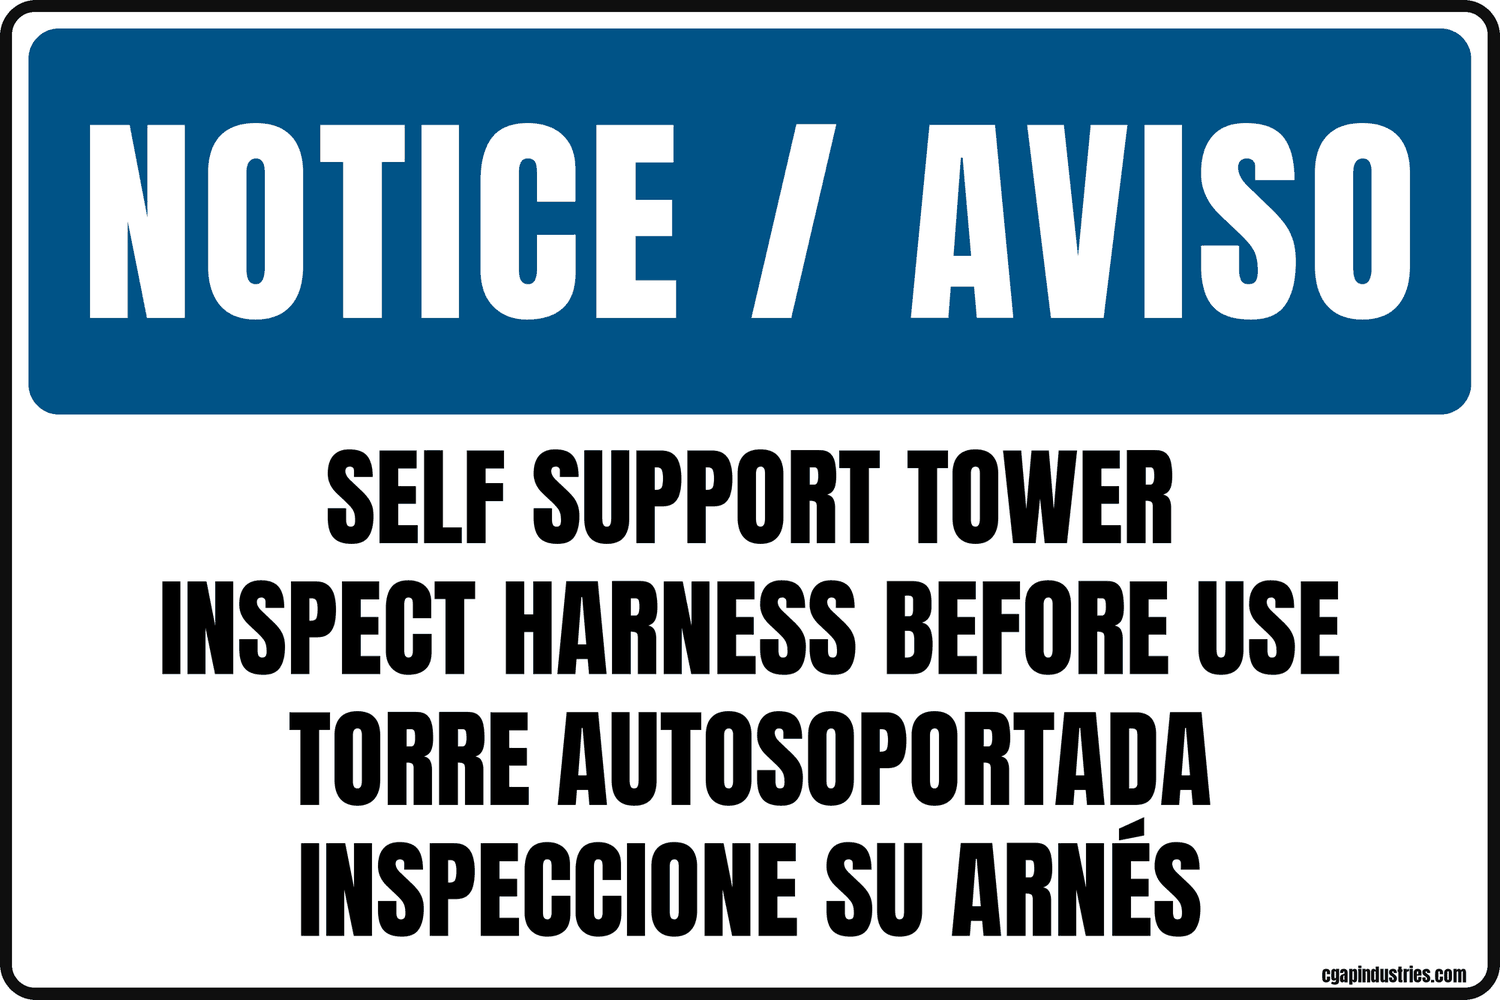 NOTICE / AVISO
SELF SUPPORT TOWER
INSPECT HARNESS BEFORE USE
TORRE AUTOSOPORTADA
INSPECCIONE SU ARNÉS
cgapindustries.com